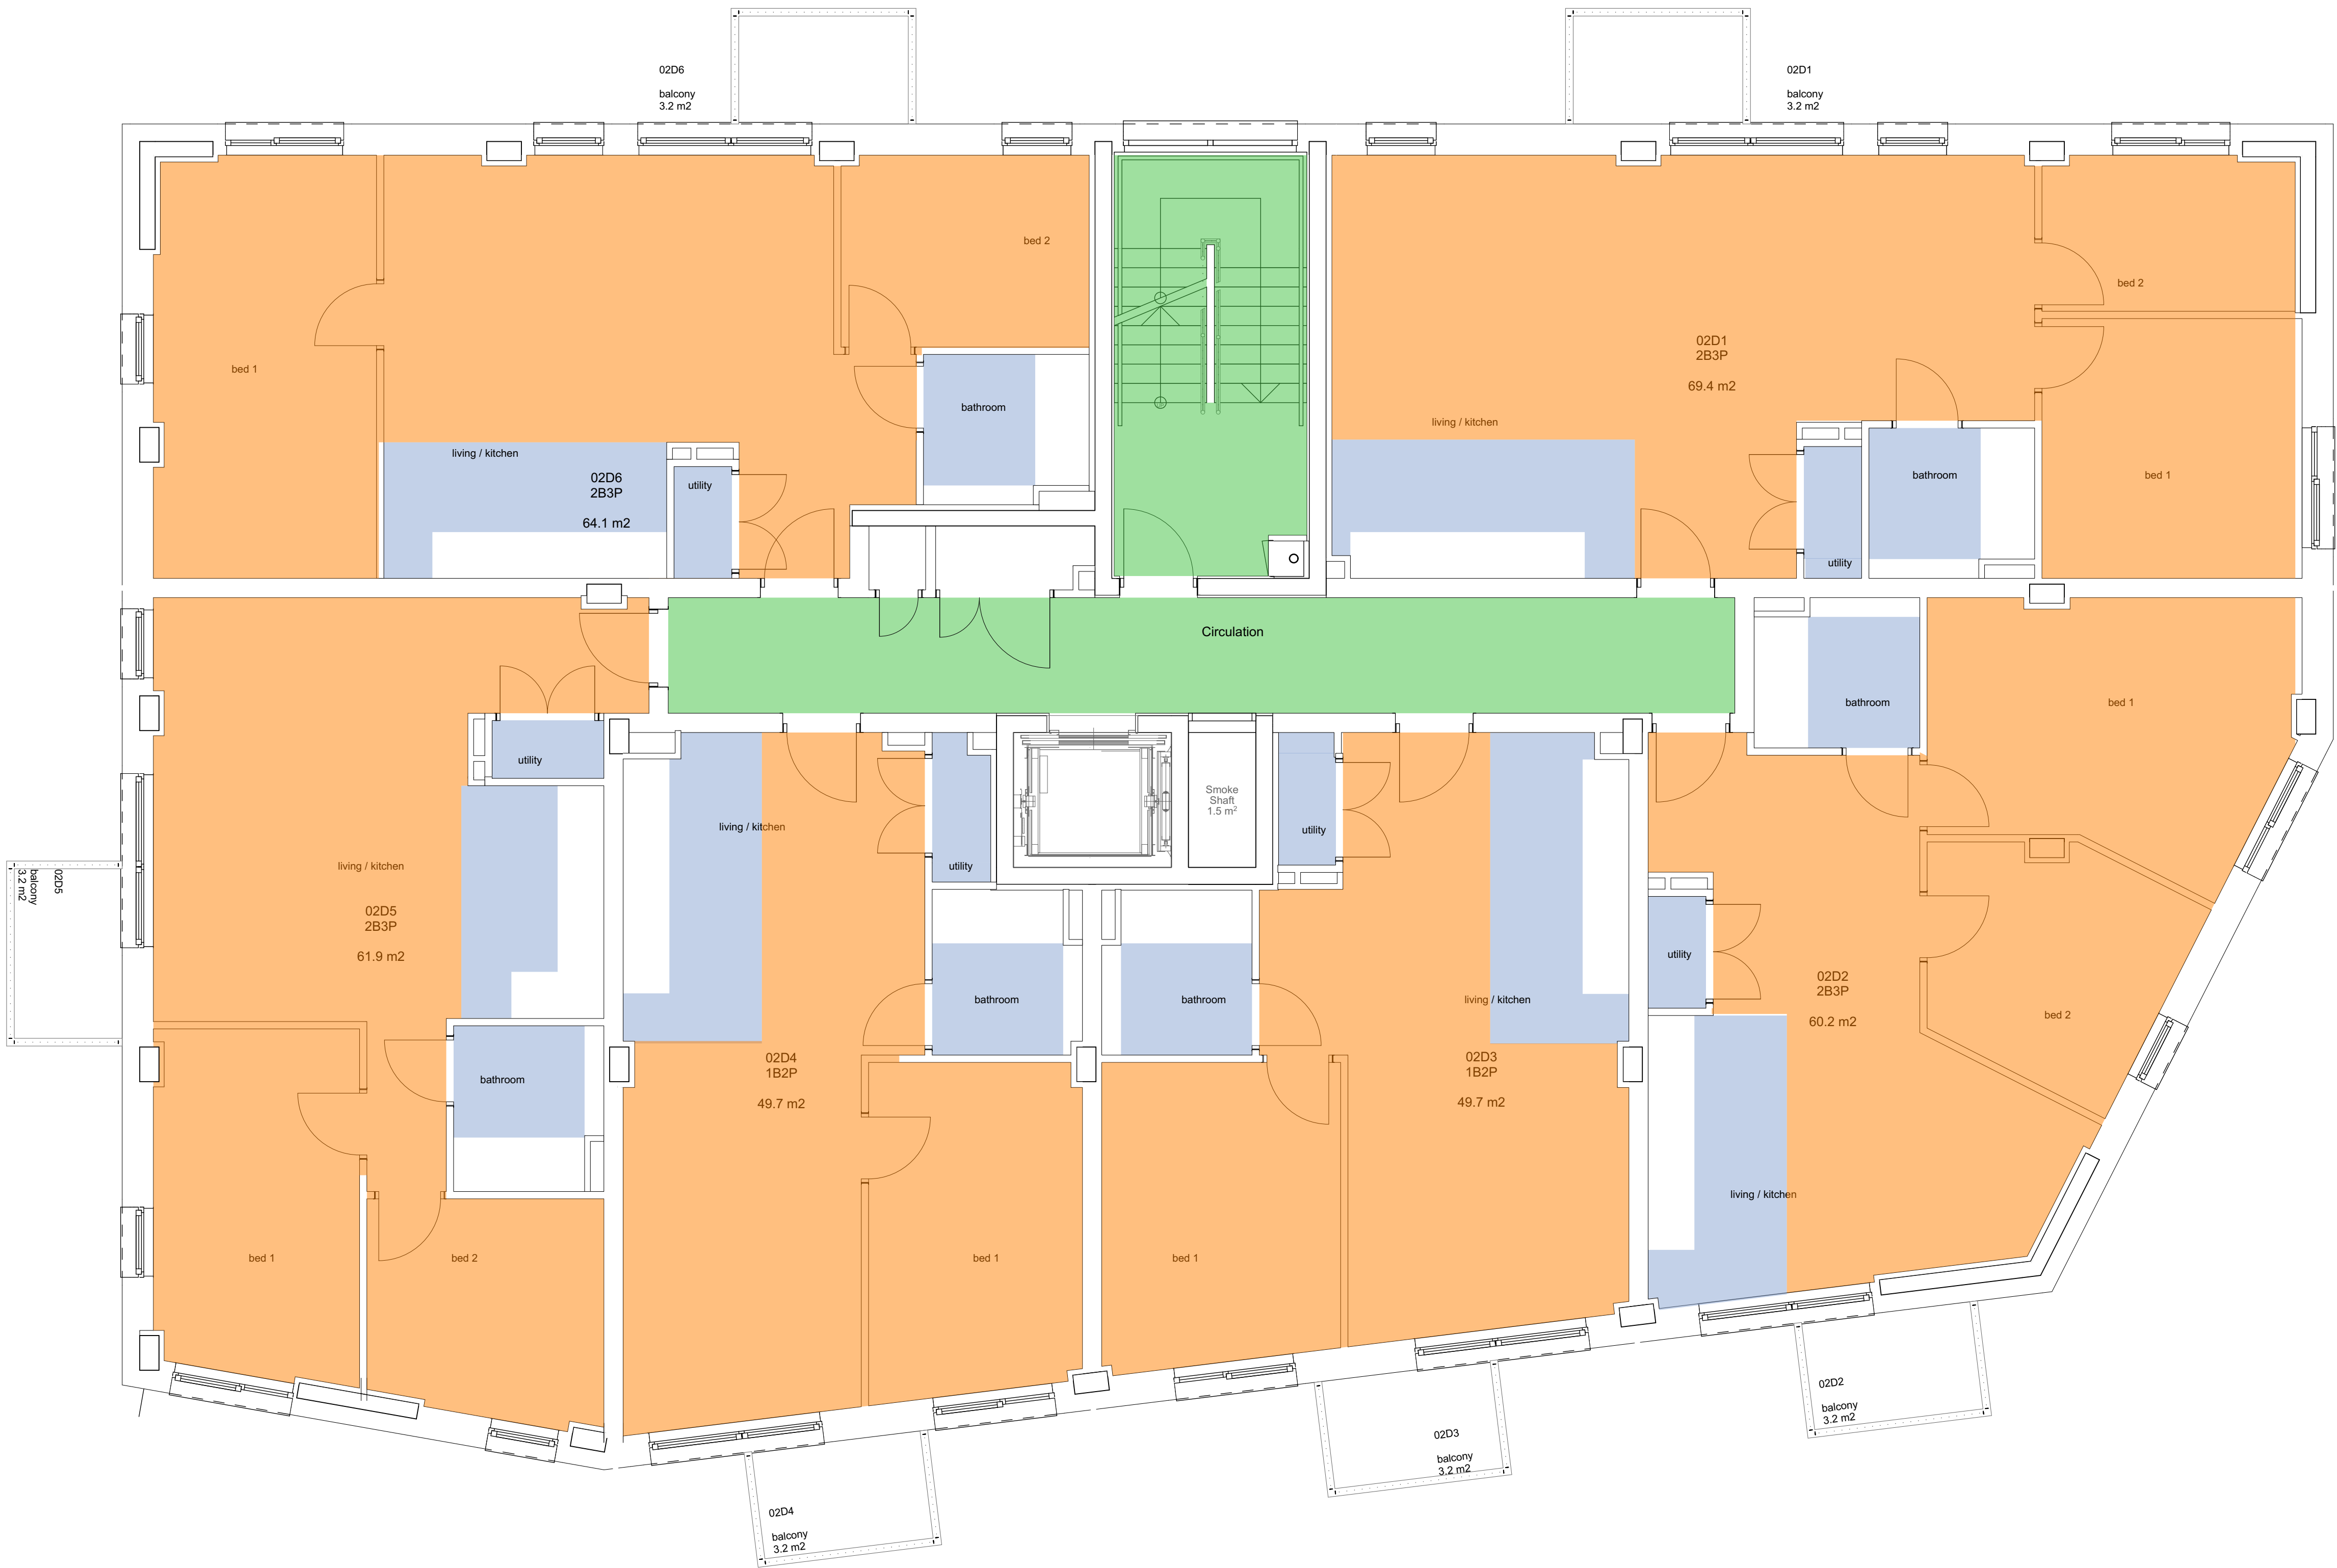 02D6
balcony
3.2 m2
02D1
balcony
3.2 m2
bed 1
living / kitchen
02D6
2B3P
64.1 m2
utility
bed 2
bathroom
02D1
2B3P
69.4 m2
living / kitchen
bed 2
bathroom
bed 1
utility
Circulation
utility
living / kitchen
02D5
2B3P
61.9 m2
02D5
balcony
3.2 m2
bathroom
bed 1
bed 2
living / kitchen
utility
bathroom
02D4
1B2P
49.7 m2
bed 1
Smoke
Shaft
1.5 m²
utility
bathroom
living / kitchen
02D3
1B2P
49.7 m2
bed 1
bathroom
bed 1
utility
02D2
2B3P
60.2 m2
bed 2
living / kitchen
02D2
balcony
3.2 m2
02D3
balcony
3.2 m2
02D4
balcony
3.2 m2